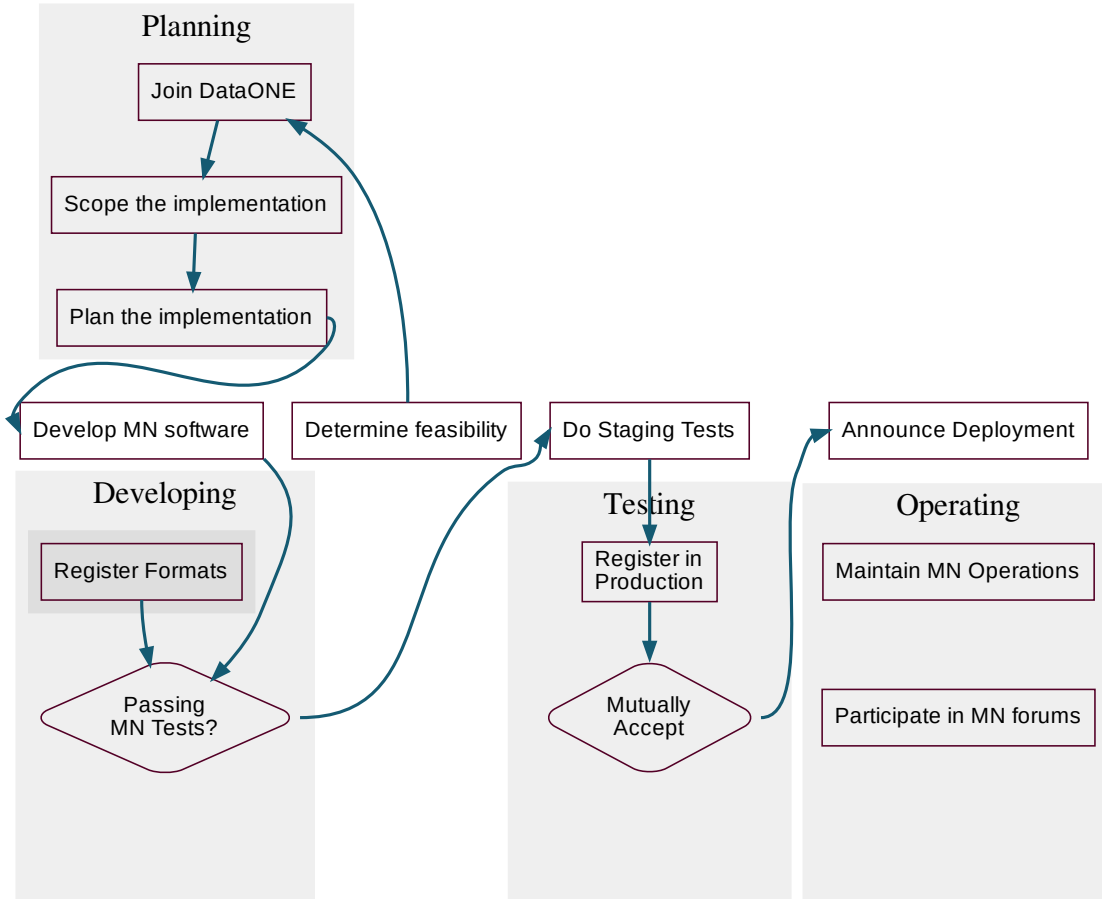 Planning
Join DataONE
Scope the implementation
Plan the implementation
Develop MN software
Determine feasibility
Do Staging Tests
Announce Deployment
Developing
Register Formats
Passing
MN Tests?
Testing
Register in
Production
Mutually
Accept
Operating
Maintain MN Operations
Participate in MN forums